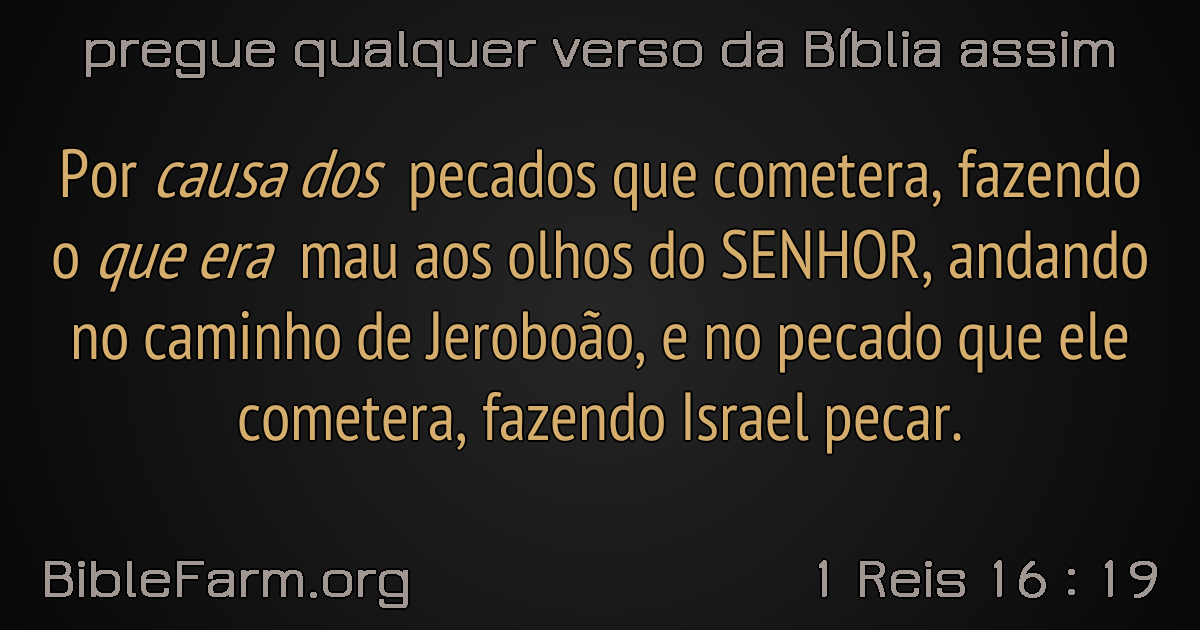 pregue qualquer verso da Bíblia assim
Por causa dos pecados que cometera, fazendo
o que era mau aos olhos do SENHOR, andando
no caminho de Jeroboão, e no pecado que ele
cometera, fazendo Israel pecar.
BibleFarm.org
1 Reis 16 : 19